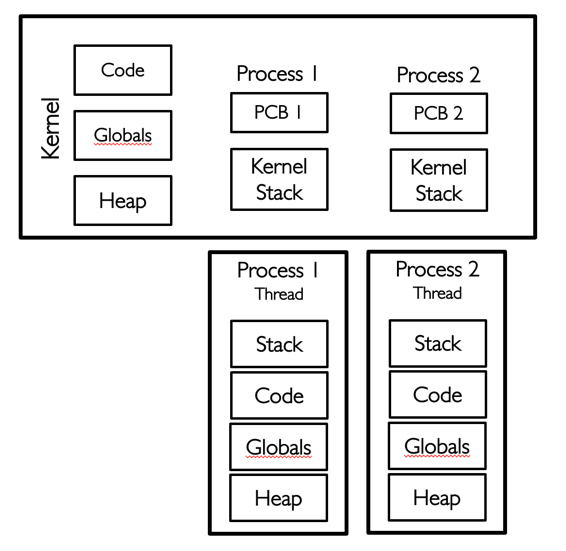 Kernel
Code
Globals
Heap
Process 1
PCB 1
Kernel
Stack
Process 2
PCB 2
Kernel
Stack
Process 1
Thread
Stack
Code
Globals
Heap
Process 2
Thread
Stack
Code
Globals
Heap